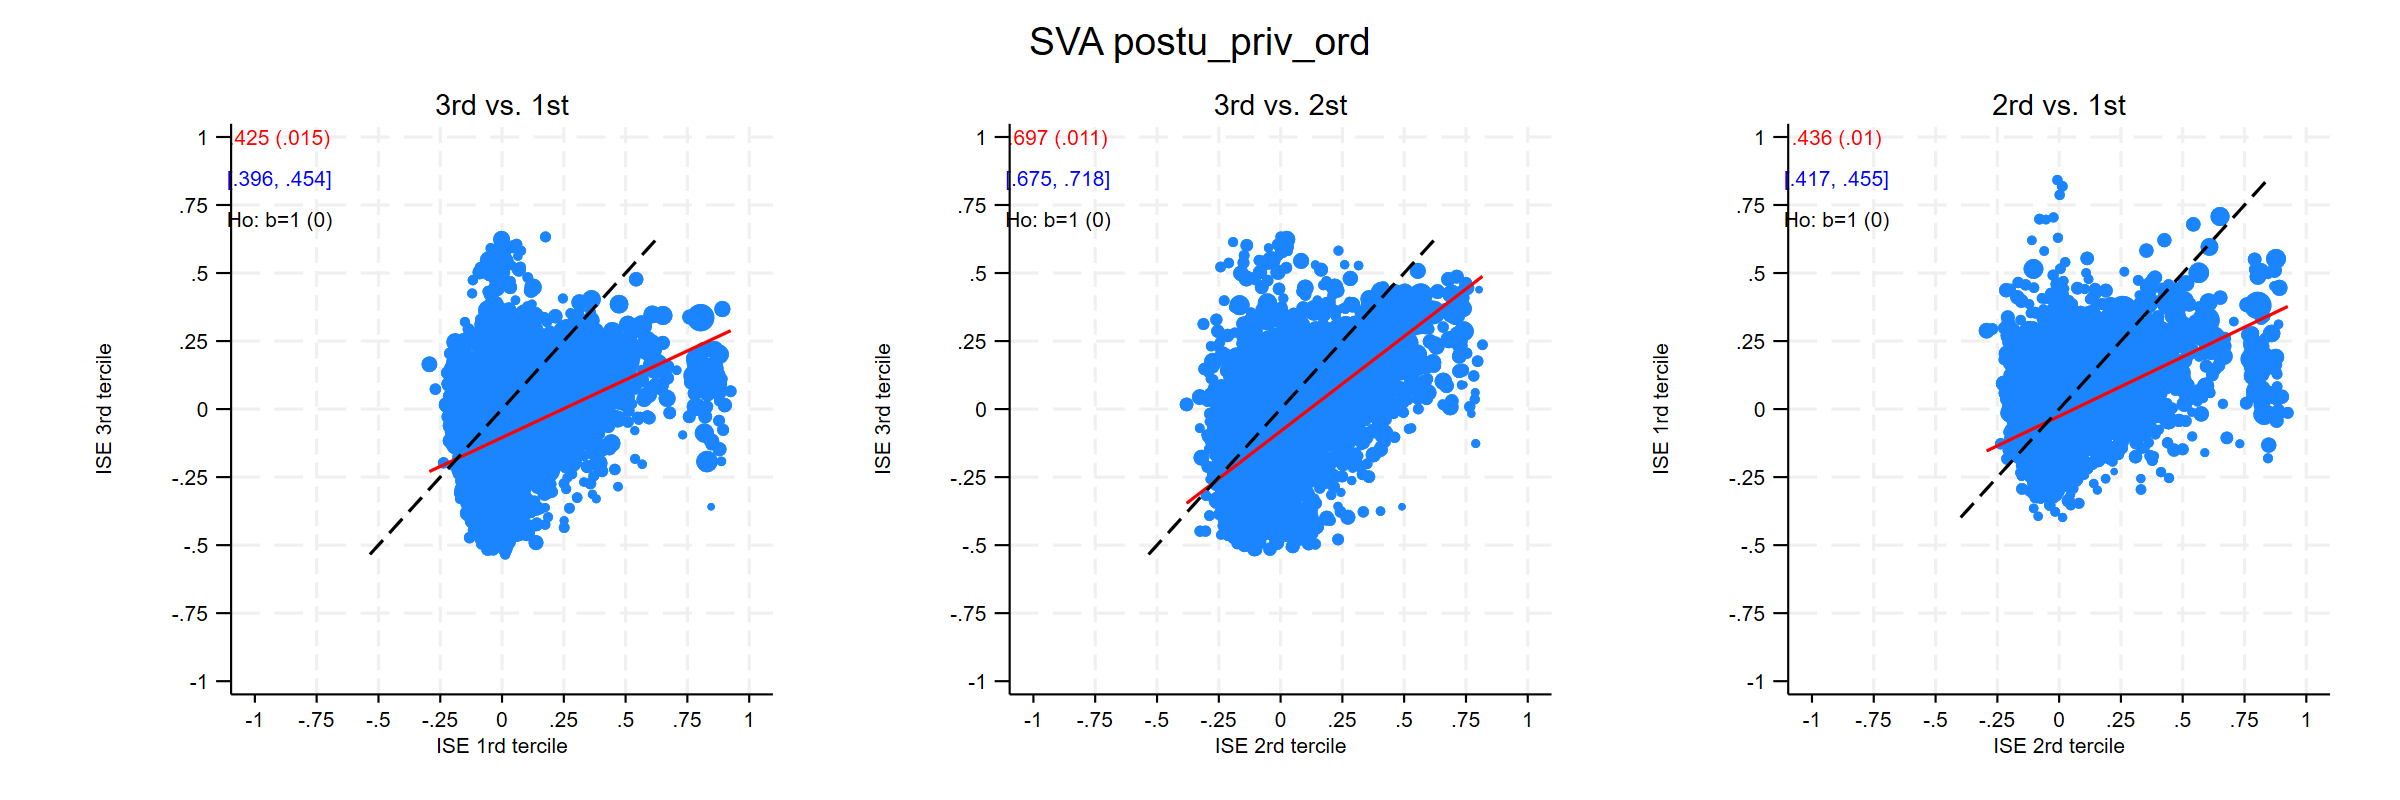 SVA postu_priv_ord
3rd vs. 1st
.425 (.015)
[.396, .454]
Ho: b=1 (0)
1
.75
.5
.25
0
-.25
-.5
-.75
-1
ISE 3rd tercile
-1 -.75 -.5 -.25 0 .25 .5 .75 1
ISE 1rd tercile
3rd vs. 2st
.697 (.011)
[.675, .718]
Ho: b=1 (0)
1
.75
.5
.25
0
-.25
-.5
-.75
-1
ISE 3rd tercile
-1 -.75 -.5 -.25 0 .25 .5 .75 1
ISE 2rd tercile
2rd vs. 1st
.436 (.01)
[.417, .455]
Ho: b=1 (0)
1
.75
.5
.25
0
-.25
-.5
-.75
-1
ISE 1rd tercile
-1 -.75 -.5 -.25 0 .25 .5 .75 1
ISE 2rd tercile